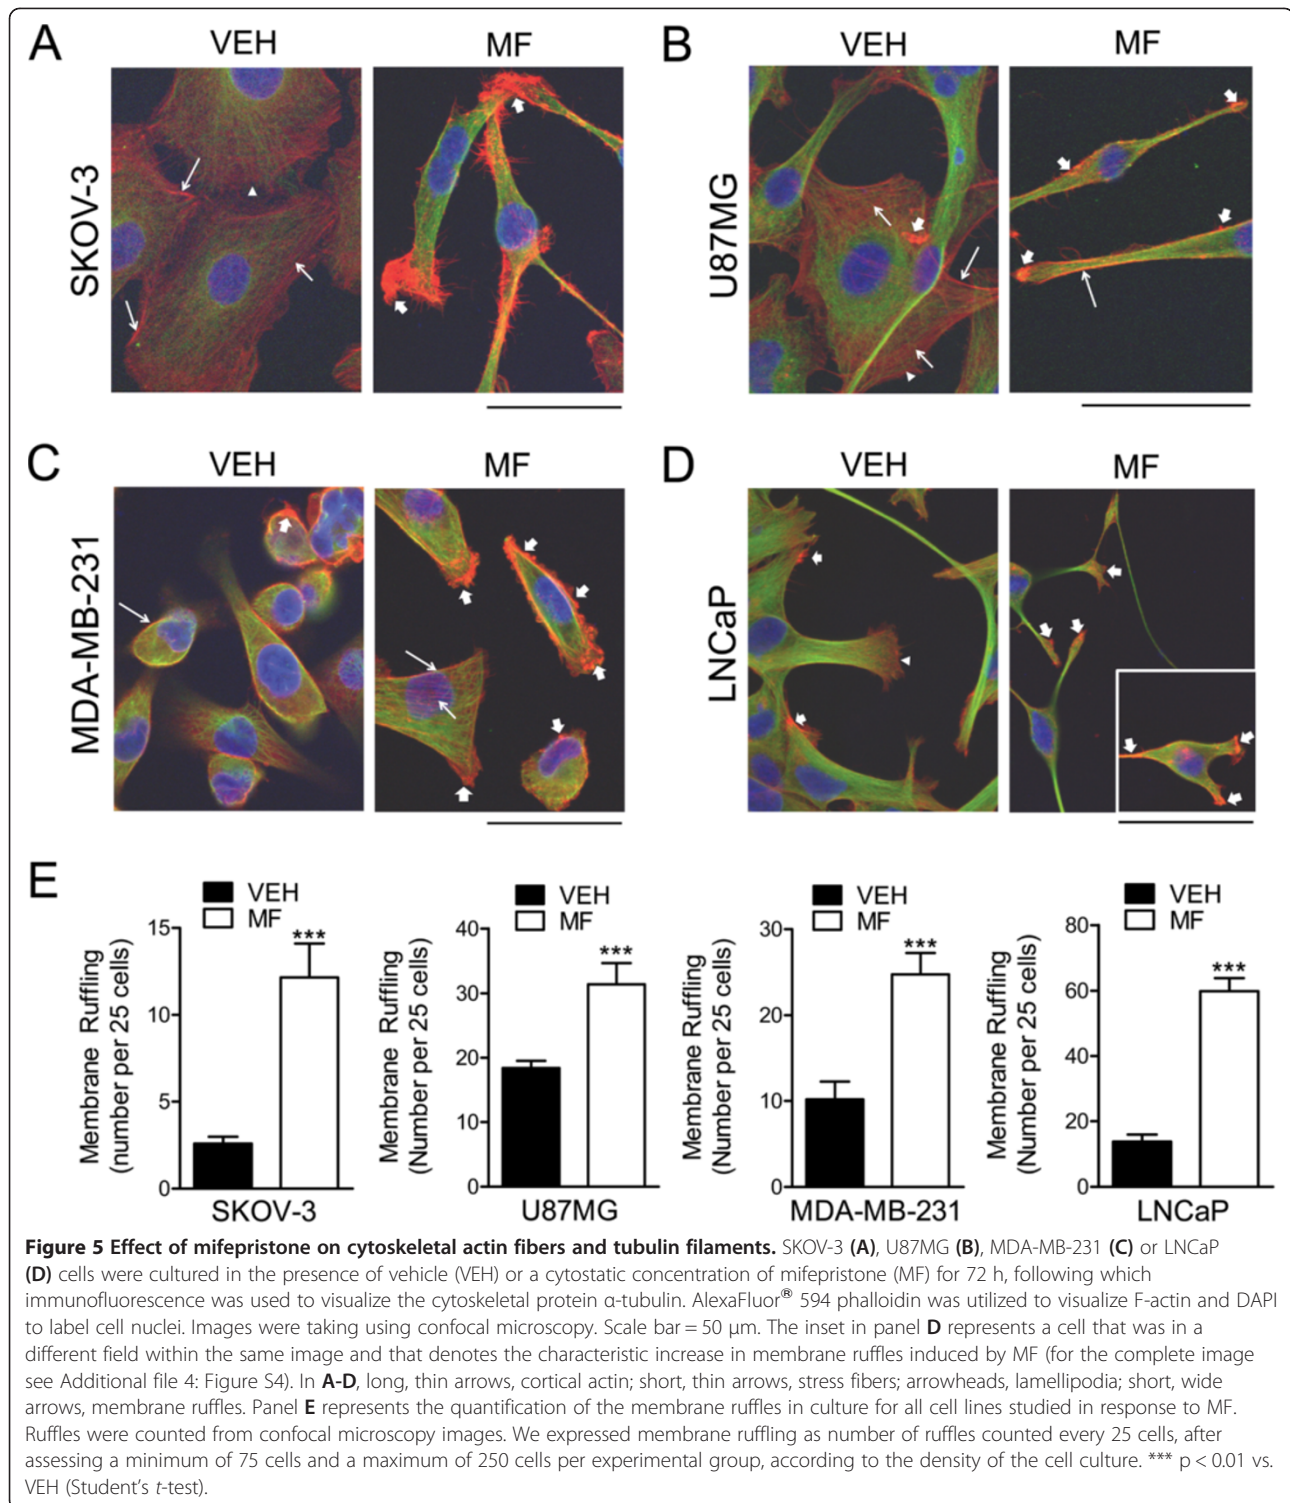 A
VEH
MF
SKOV-3
B
VEH
MF
U87MG
C
VEH
MF
MDA-MB-231
D
VEH
MF
LNCaP
E
VEH
MF
15
10
5
0
***
Membrane Ruffling
(number per 25 cells)
SKOV-3
VEH
MF
40
30
20
10
0
***
Membrane Ruffling
(Number per 25 cells)
U87MG
VEH
MF
30
20
10
0
***
Membrane Ruffling
(Number per 25 cells)
MDA-MB-231
VEH
MF
80
60
40
20
0
***
Membrane Ruffling
(Number per 25 cells)
LNCaP
Figure 5 Effect of mifepristone on cytoskeletal actin fibers and tubulin filaments. SKOV-3 (A), U87MG (B), MDA-MB-231 (C) or LNCaP
(D) cells were cultured in the presence of vehicle (VEH) or a cytostatic concentration of mifepristone (MF) for 72 h, following which
immunofluorescence was used to visualize the cytoskeletal protein α-tubulin. AlexaFluor® 594 phalloidin was utilized to visualize F-actin and DAPI
to label cell nuclei. Images were taking using confocal microscopy. Scale bar = 50 μm. The inset in panel D represents a cell that was in a
different field within the same image and that denotes the characteristic increase in membrane ruffles induced by MF (for the complete image
see Additional file 4: Figure S4). In A-D, long, thin arrows, cortical actin; short, thin arrows, stress fibers; arrowheads, lamellipodia; short, wide
arrows, membrane ruffles. Panel E represents the quantification of the membrane ruffles in culture for all cell lines studied in response to MF.
Ruffles were counted from confocal microscopy images. We expressed membrane ruffling as number of ruffles counted every 25 cells, after
assessing a minimum of 75 cells and a maximum of 250 cells per experimental group, according to the density of the cell culture. *** p < 0.01 vs.
VEH (Student's t-test).